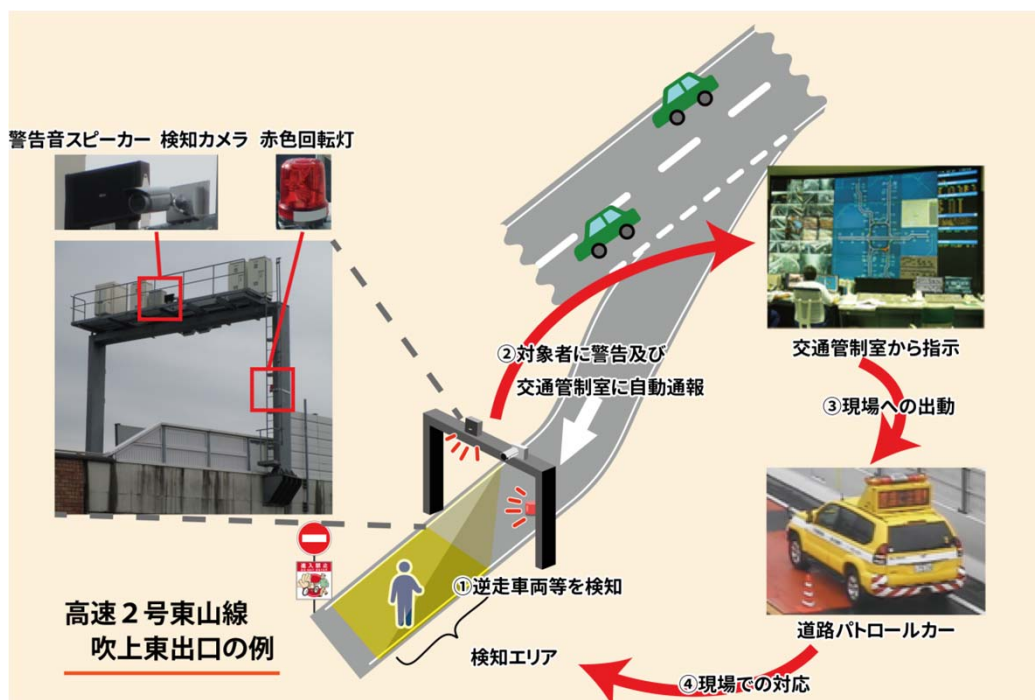 警告音スピーカー 検知カメラ 赤色回転灯
②対象者に警告及び
交通管制室に自動通報
交通管制室から指示
③現場への出動
①逆走車両等を検知
検知エリア
道路パトロールカー
④現場での対応
高速2号東山線
吹上東出口の例